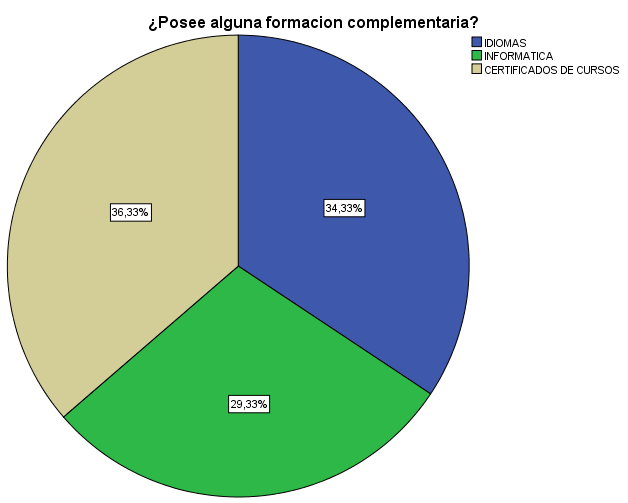 ¿Posee alguna formacion complementaria?
IDIOMAS
INFORMATICA
CERTIFICADOS DE CURSOS
36,33%
34,33%
29,33%